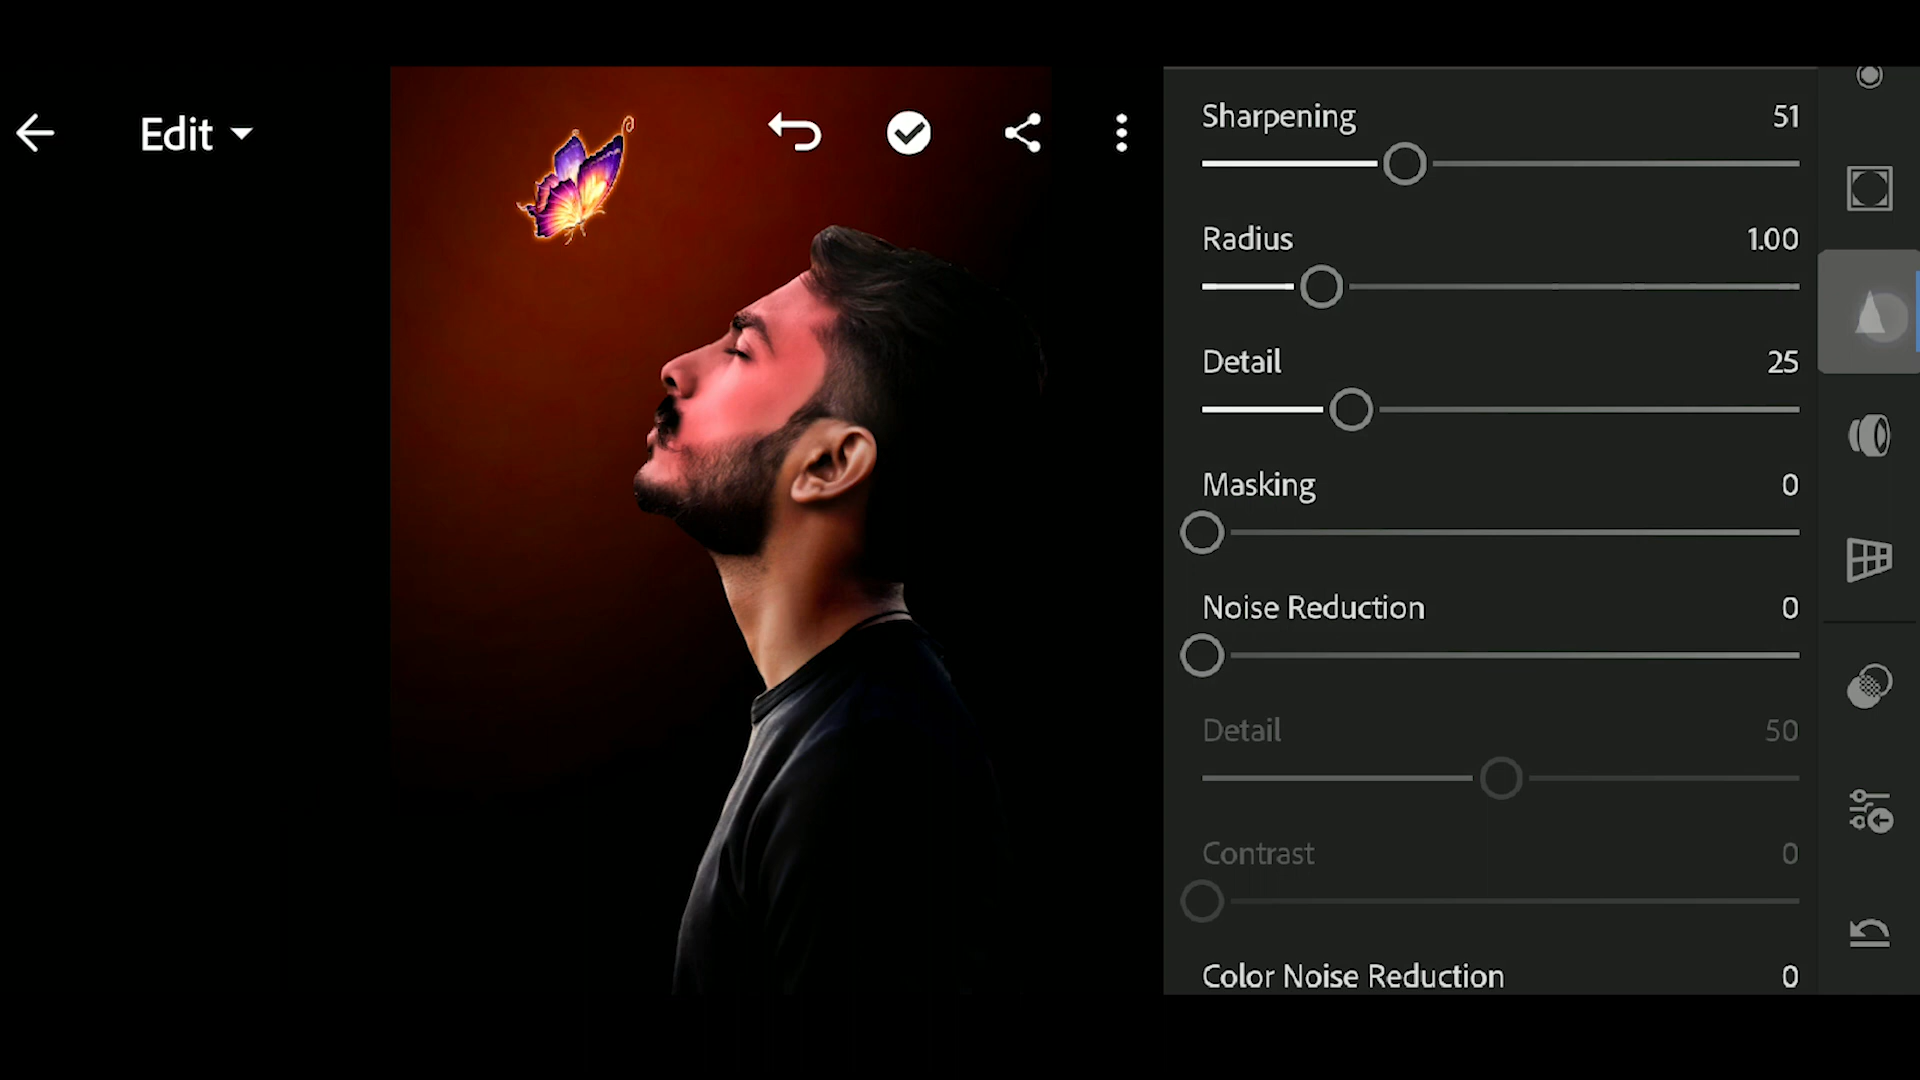 Edit
Sharpening 51
Radius 1.00
Detail 25
Masking 0
Noise Reduction 0
Detail 50
Contrast 0
Color Noise Reduction 0